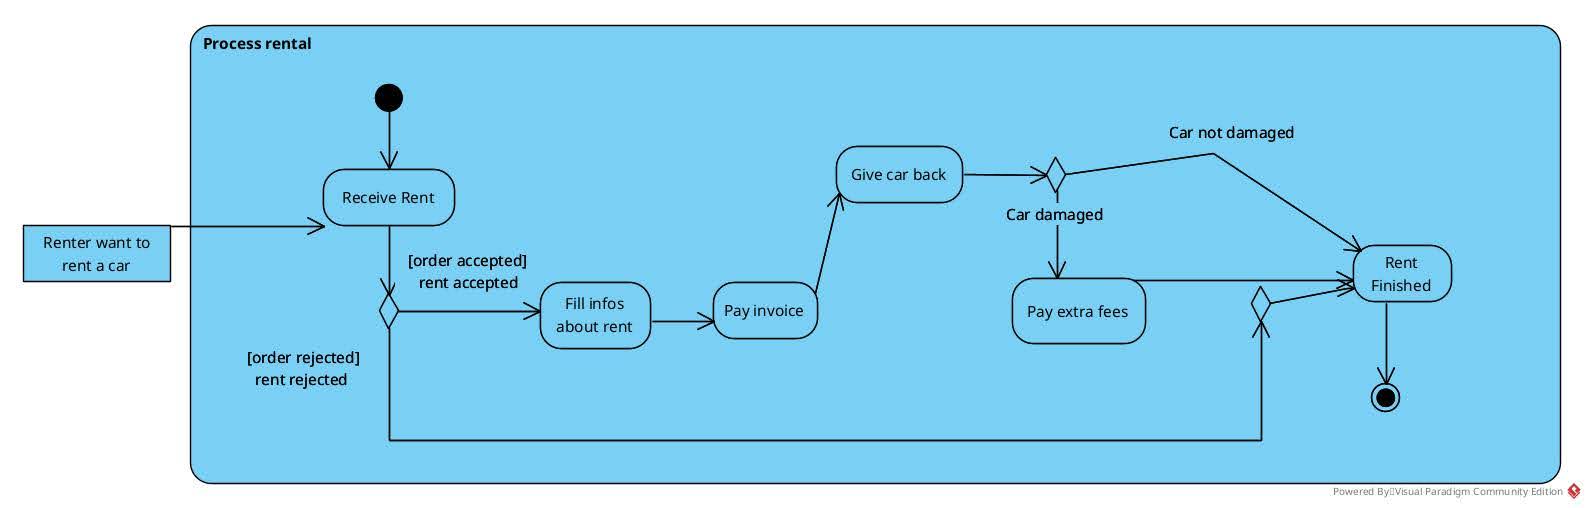 Process rental
Car not damaged
Give car back
Receive Rent
Car damaged
Renter want to
rent a car
[order accepted]
rent accepted
Rent
Finished
Fill infos
about rent
Pay invoice
Pay extra fees
[order rejected]
rent rejected
Powered By Visual Paradigm Community Edition